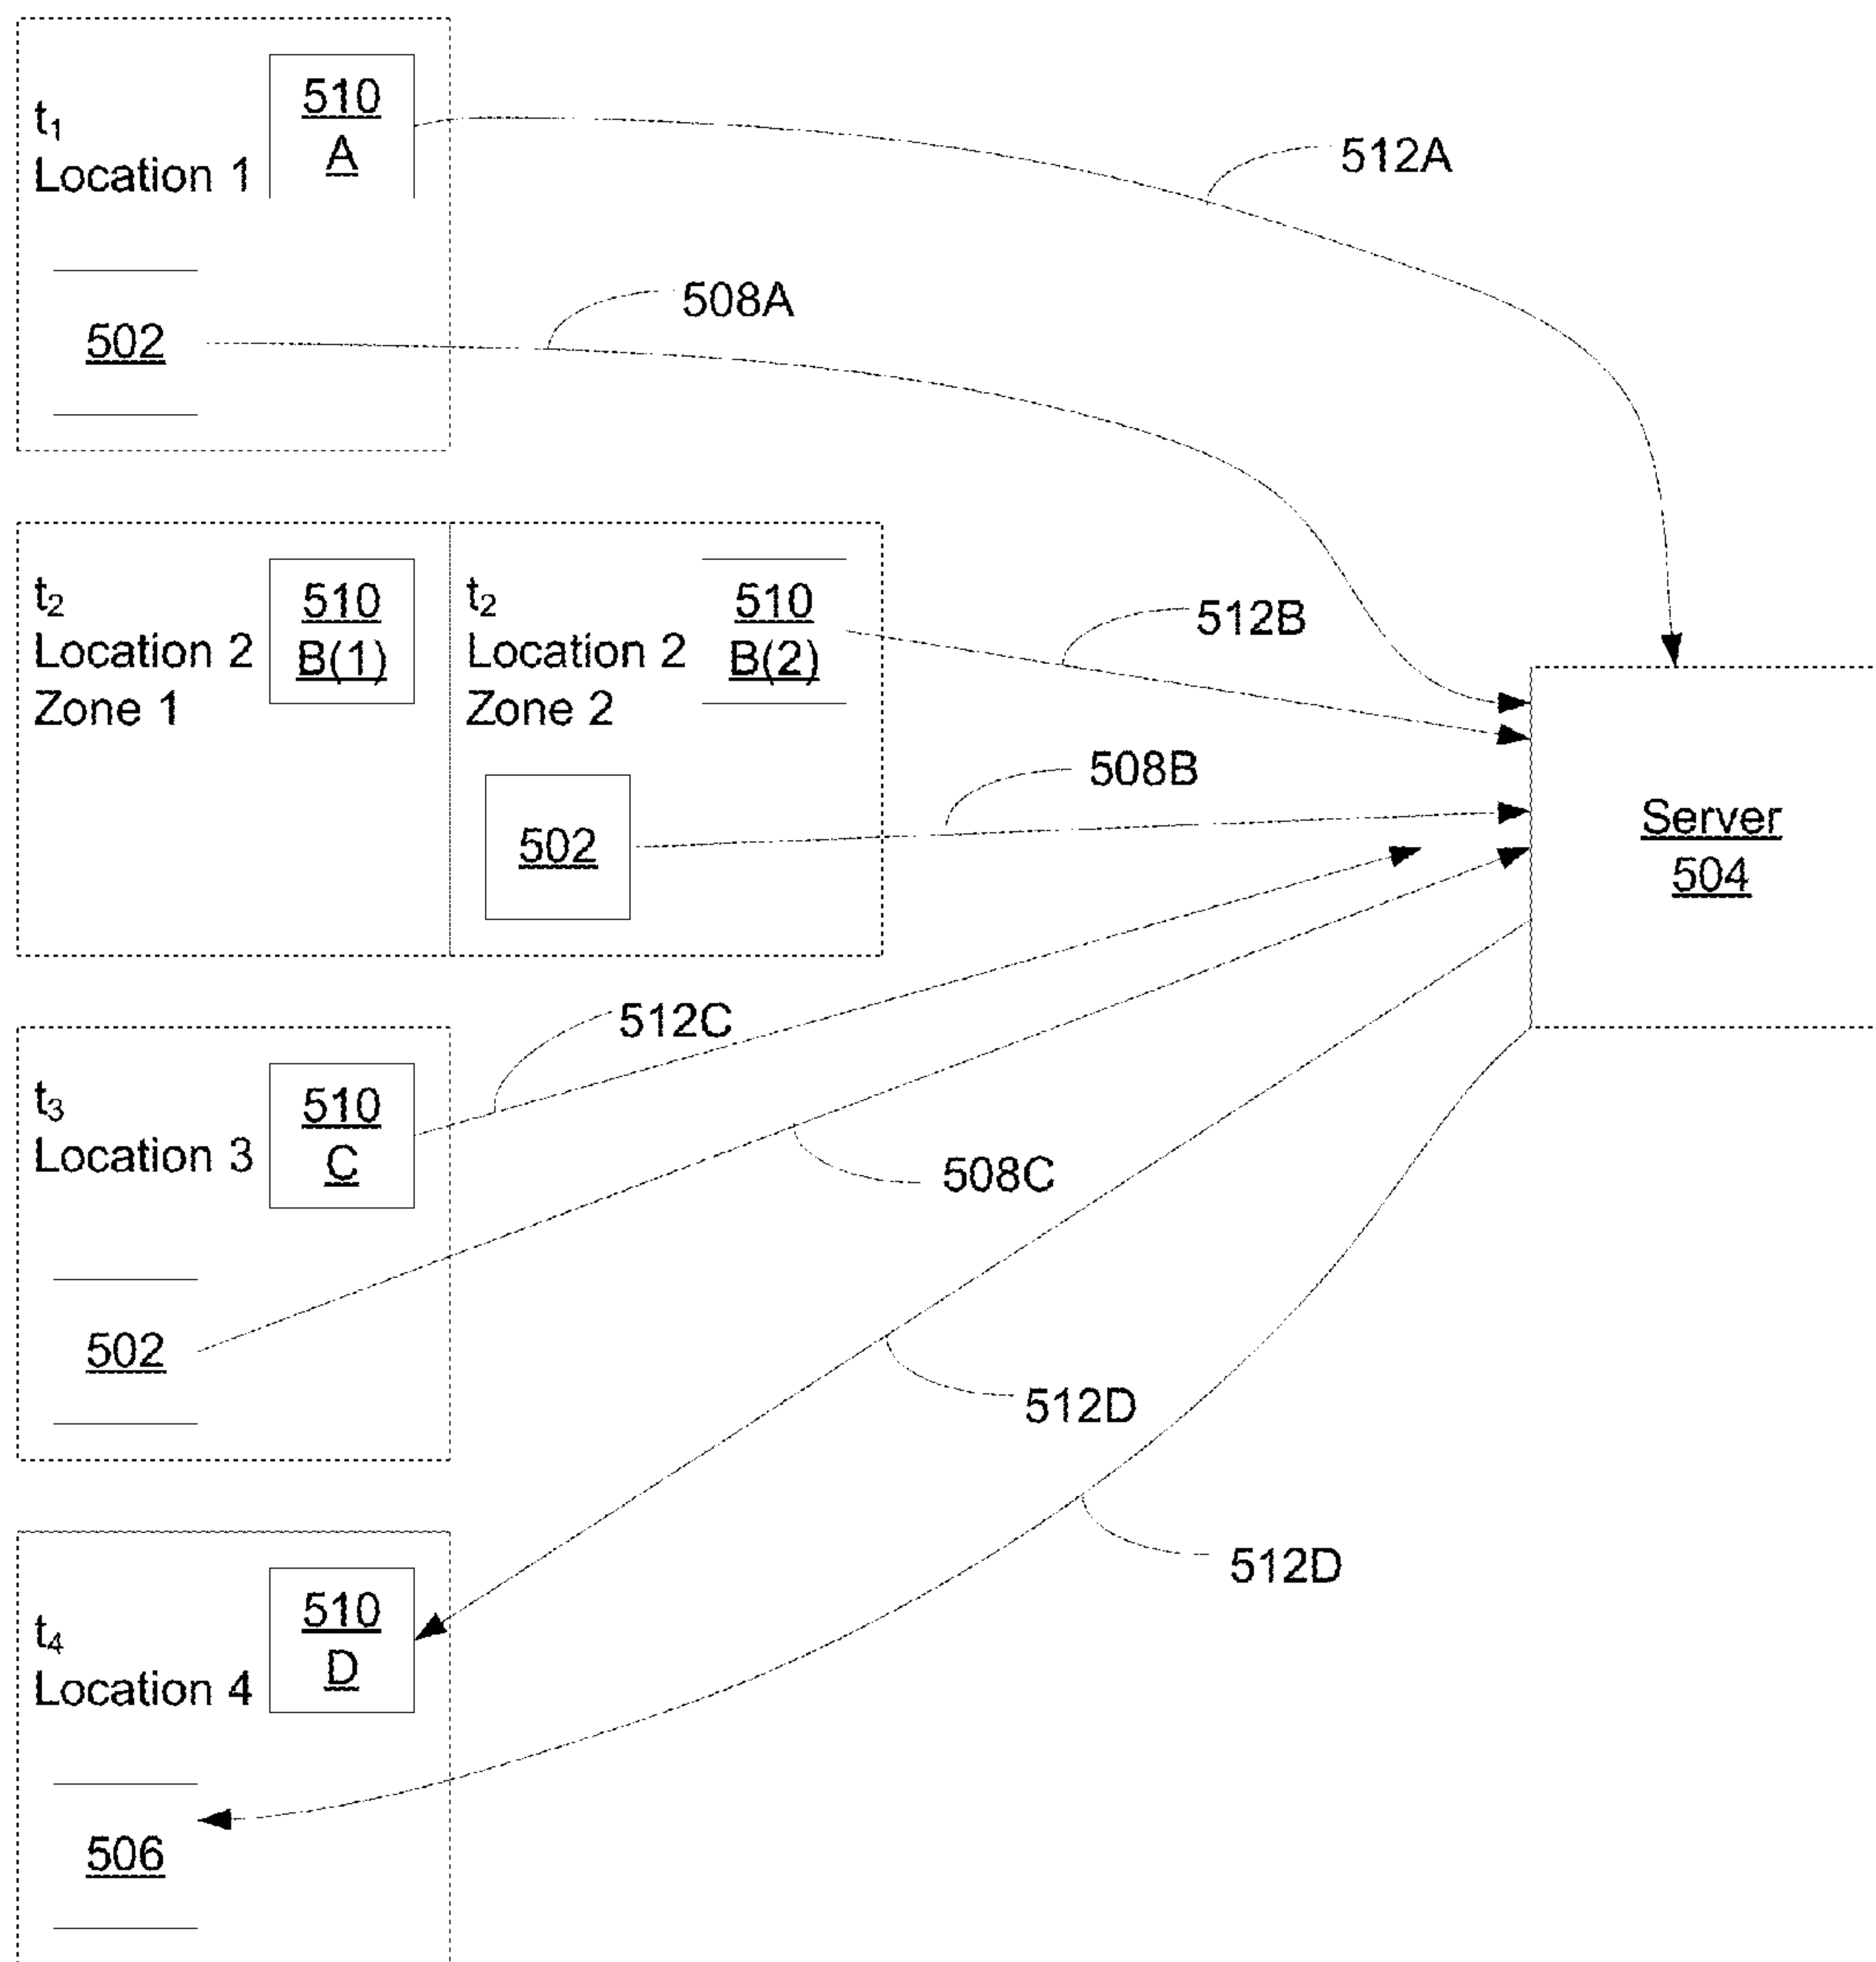 510
A
t₁
Location 1
512A
508A
502
t₂
Location 2
Zone 1
510
B(1)
t₂
Location 2
Zone 2
510
B(2)
512B
508B
502
Server
504
512C
t₃
Location 3
510
C
508C
502
512D
512D
t₄
Location 4
510
D
506